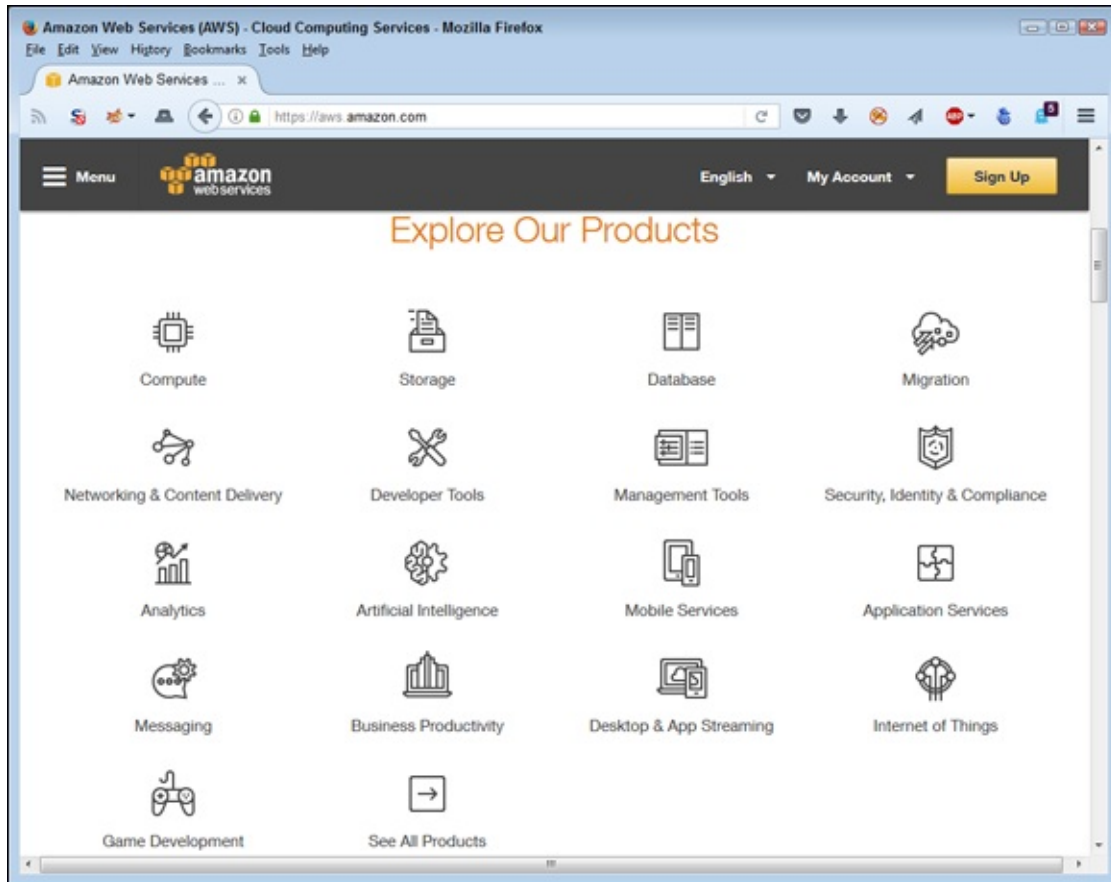 Amazon Web Services (AWS) - Cloud Computing Services - Mozilla Firefox
File Edit View History Bookmarks Tools Help
Amazon Web Services ... ×
https://aws.amazon.com
ABP
5
Menu
amazon
webservices
English
My Account
Sign Up
Explore Our Products
Compute
Storage
Database
Migration
Networking & Content Delivery
Developer Tools
Management Tools
Security, Identity & Compliance
Analytics
Artificial Intelligence
Mobile Services
Application Services
Messaging
Business Productivity
Desktop & App Streaming
Internet of Things
Game Development
See All Products